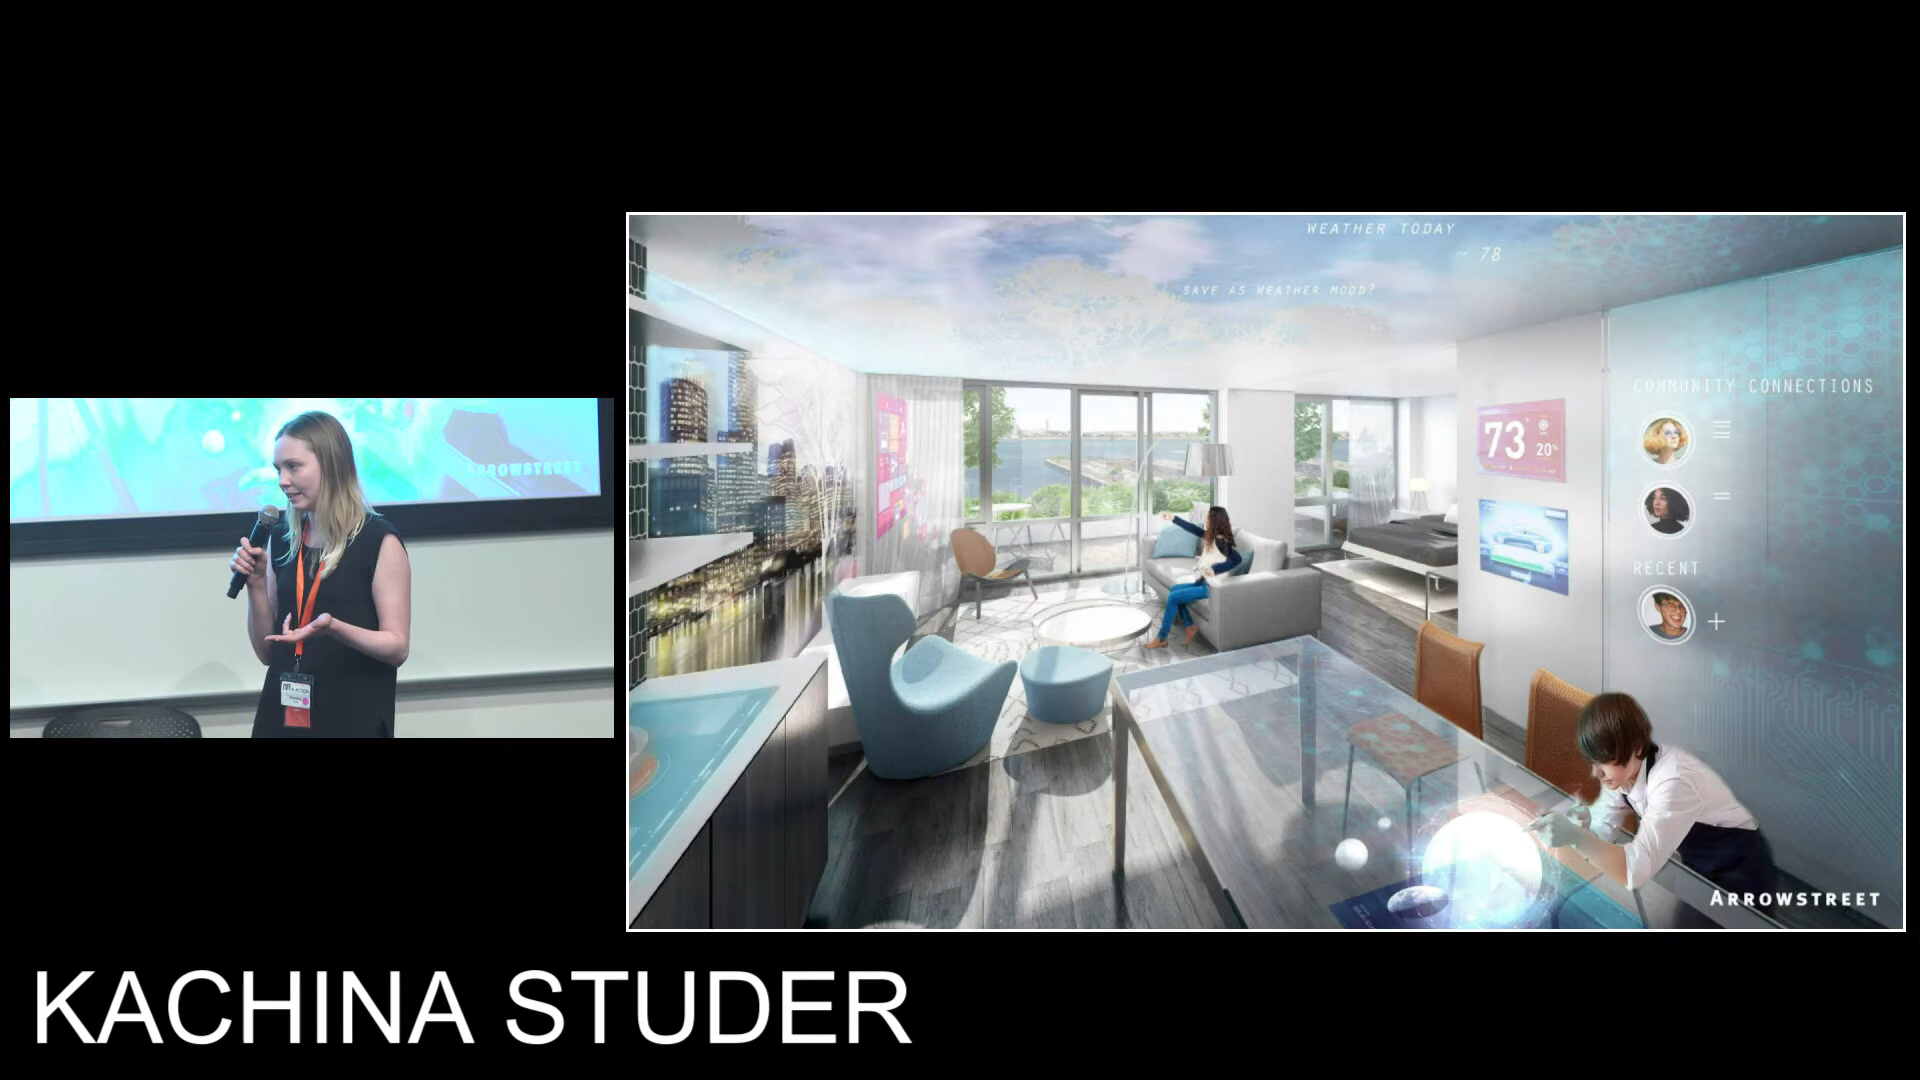 WEATHER TODAY
78
SAVE AS WEATHER MOOD?
COMMUNITY CONNECTIONS
73°
20%
RECENT
ARROWSTREET
ARROWSTREET
KACHINA STUDER